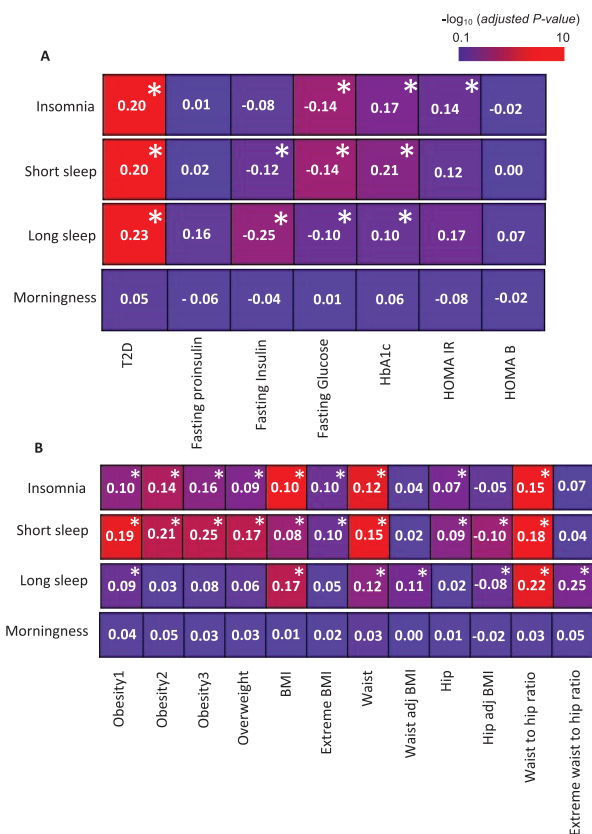 -log10 (adjusted P-value)
0.1 10
A
Insomnia 0.20 * 0.01 -0.08 -0.14 * 0.17 * 0.14 * -0.02
Short sleep 0.20 * 0.02 -0.12 * -0.14 * 0.21 * 0.12 0.00
Long sleep 0.23 * 0.16 -0.25 * -0.10 * 0.10 * 0.17 0.07
Morningness 0.05 - 0.06 -0.04 0.01 0.06 -0.08 -0.02
T2D
Fasting proinsulin
Fasting Insulin
Fasting Glucose
HbA1c
HOMA IR
HOMA B
B
Insomnia 0.10 * 0.14 * 0.16 * 0.09 * 0.10 * 0.10 * 0.12 * 0.04 0.07 * -0.05 0.15 * 0.07
Short sleep 0.19 * 0.21 * 0.25 * 0.17 * 0.08 * 0.10 * 0.15 * 0.02 0.09 * -0.10 * 0.18 * 0.04
Long sleep 0.09 * 0.03 0.08 0.06 0.17 * 0.05 0.12 * 0.11 * 0.02 -0.08 * 0.22 * 0.25 *
Morningness 0.04 0.05 0.03 0.03 0.01 0.02 0.03 0.00 0.01 -0.02 0.03 0.05
Obesity1
Obesity2
Obesity3
Overweight
BMI
Extreme BMI
Waist
Waist adj BMI
Hip
Hip adj BMI
Waist to hip ratio
Extreme waist to hip ratio